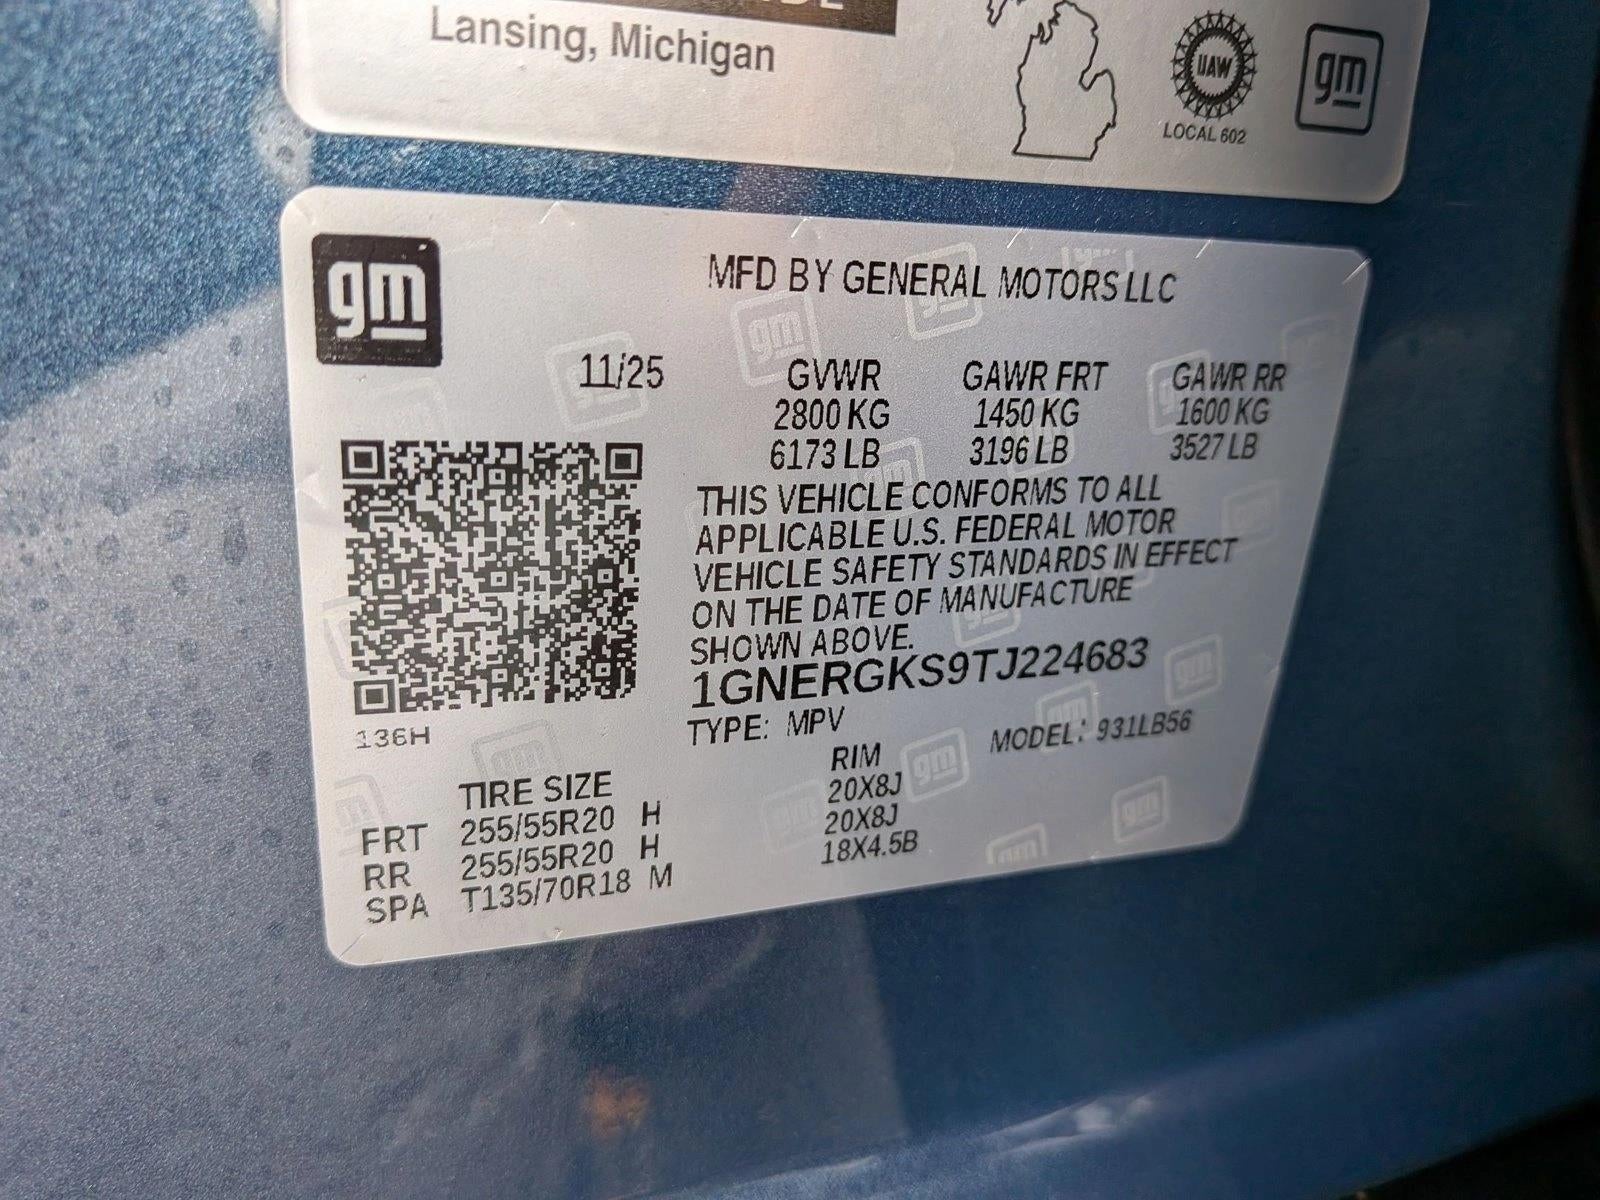 Lansing, Michigan
UAW
LOCAL 602
gm
gm
MFD BY GENERAL MOTORS LLC
11/25 GVWR GAWR FRT GAWR RR
2800 KG 1450 KG 1600 KG
6173 LB 3196 LB 3527 LB
THIS VEHICLE CONFORMS TO ALL
APPLICABLE U.S. FEDERAL MOTOR
VEHICLE SAFETY STANDARDS IN EFFECT
ON THE DATE OF MANUFACTURE
SHOWN ABOVE.
1GNERGKS9TJ224683
136H
TYPE: MPV MODEL: 931LB56
TIRE SIZE RIM
FRT 255/55R20 H 20X8J
RR 255/55R20 H 20X8J
SPA T135/70R18 M 18X4.5B